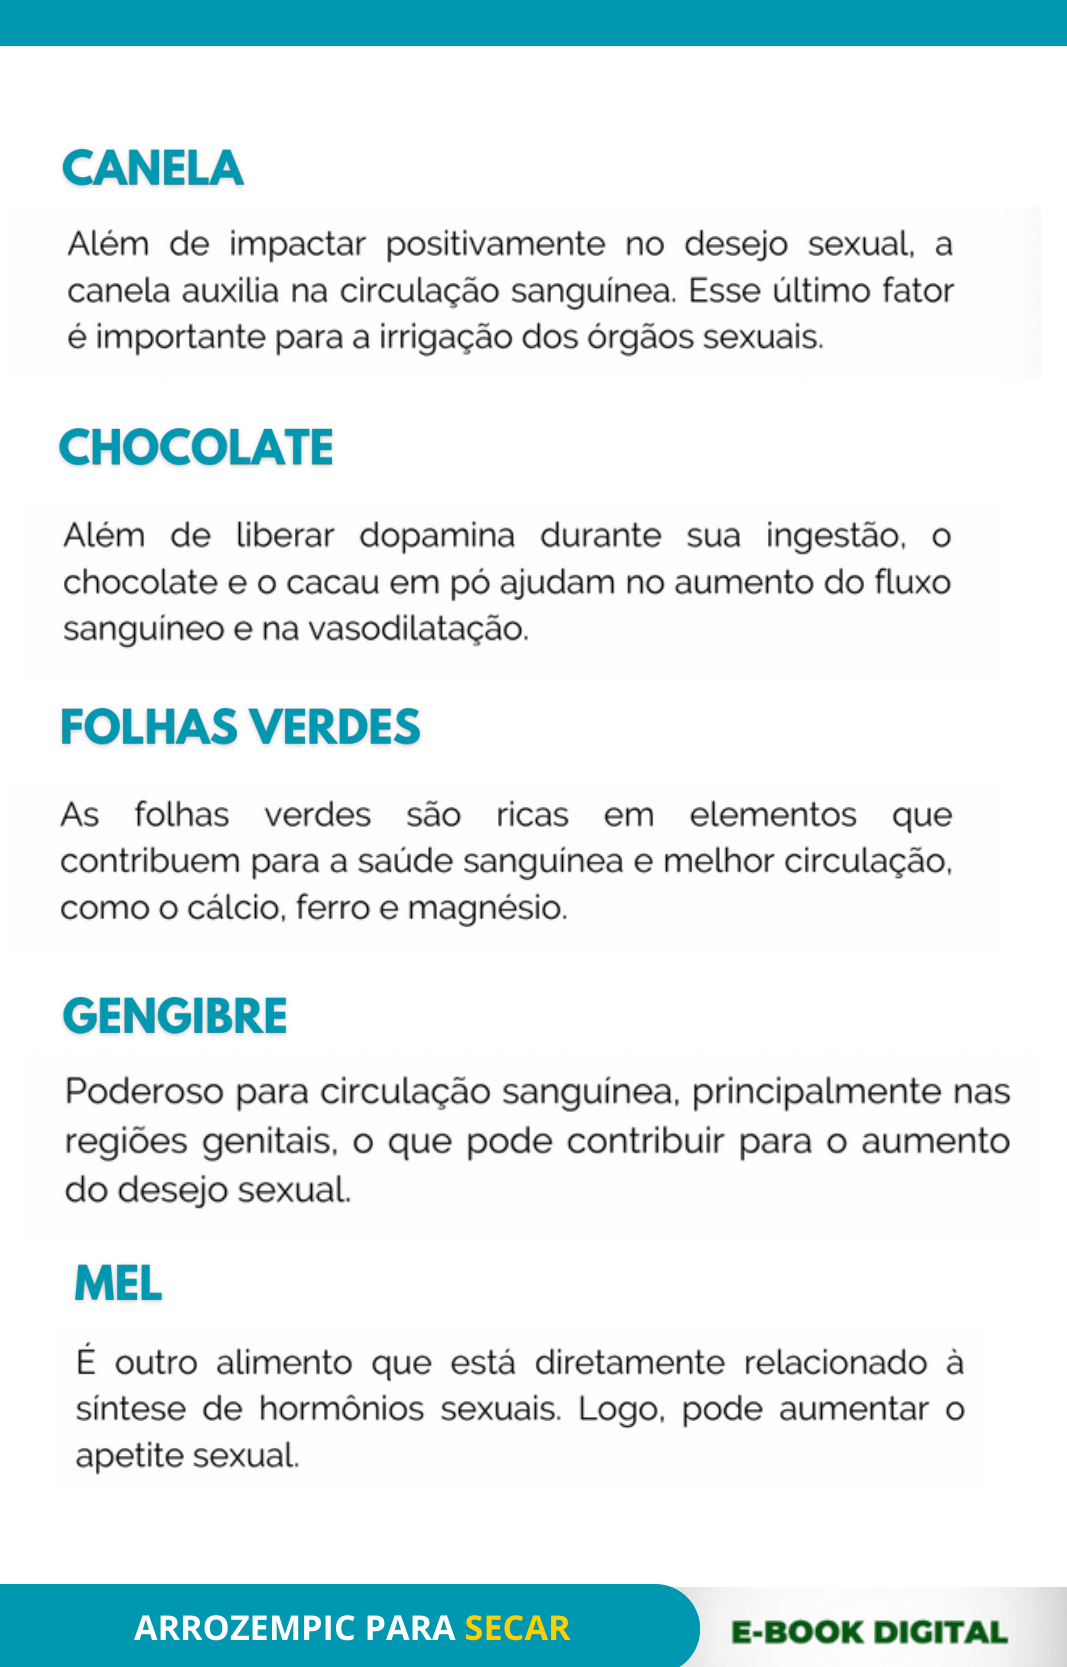 CANELA
Além de impactar positivamente no desejo sexual, a
canela auxilia na circulação sanguínea. Esse último fator
é importante para a irrigação dos órgãos sexuais.
CHOCOLATE
Além de liberar dopamina durante sua ingestão, o
chocolate e o cacau em pó ajudam no aumento do fluxo
sanguíneo e na vasodilatação.
FOLHAS VERDES
As folhas verdes são ricas em elementos que
contribuem para a saúde sanguínea e melhor circulação,
como o cálcio, ferro e magnésio.
GENGIBRE
Poderoso para circulação sanguínea, principalmente nas
regiões genitais, o que pode contribuir para o aumento
do desejo sexual.
MEL
É outro alimento que está diretamente relacionado à
síntese de hormônios sexuais. Logo, pode aumentar o
apetite sexual.
ARROZEMPIC PARA SECAR
E-BOOK DIGITAL